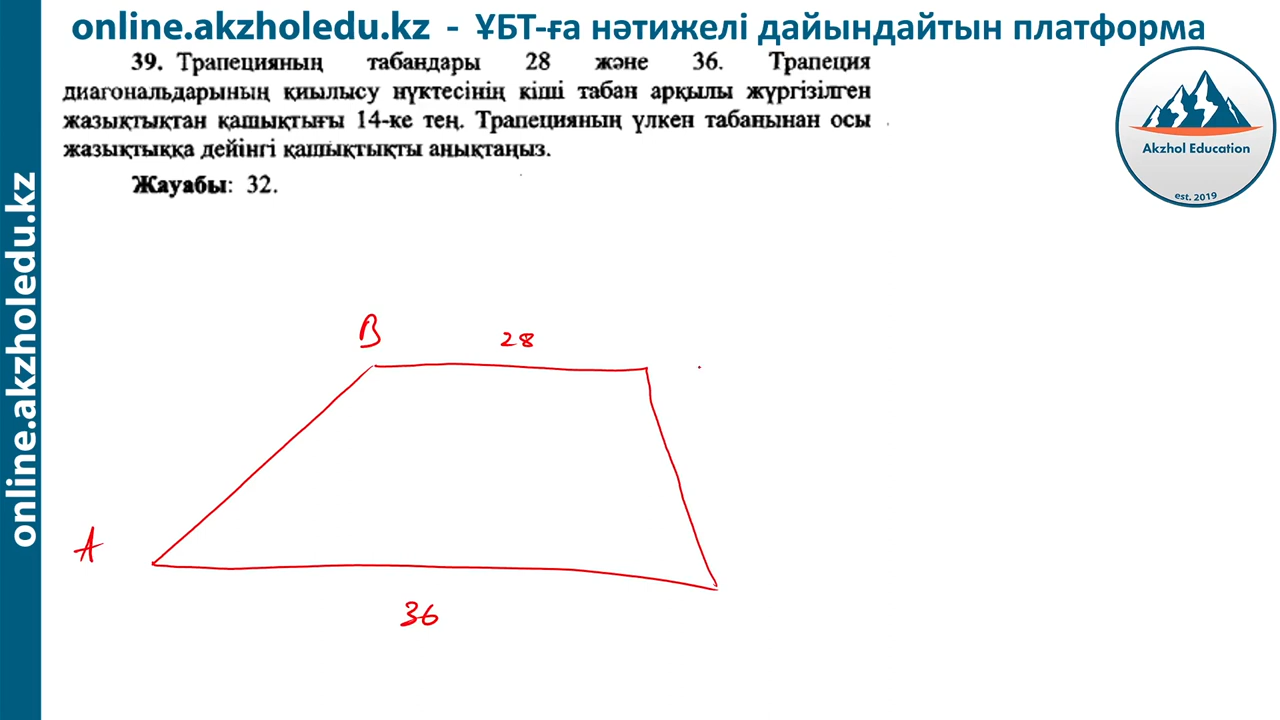 online.akzholedu.kz - ҰБТ-ға нәтижелі дайындайтын платформа
39. Трапецияның табандары 28 және 36. Трапеция
диагональдарының қиылысу нүктесінің кіші табан арқылы жүргізілген
жазықтықтан қашықтығы 14-ке тең. Трапецияның үлкен табанынан осы
жазықтыққа дейінгі қашықтықты анықтаңыз.
Жауабы: 32.
Akzhol Education
est. 2019
online.akzholedu.kz
B
28
A
36